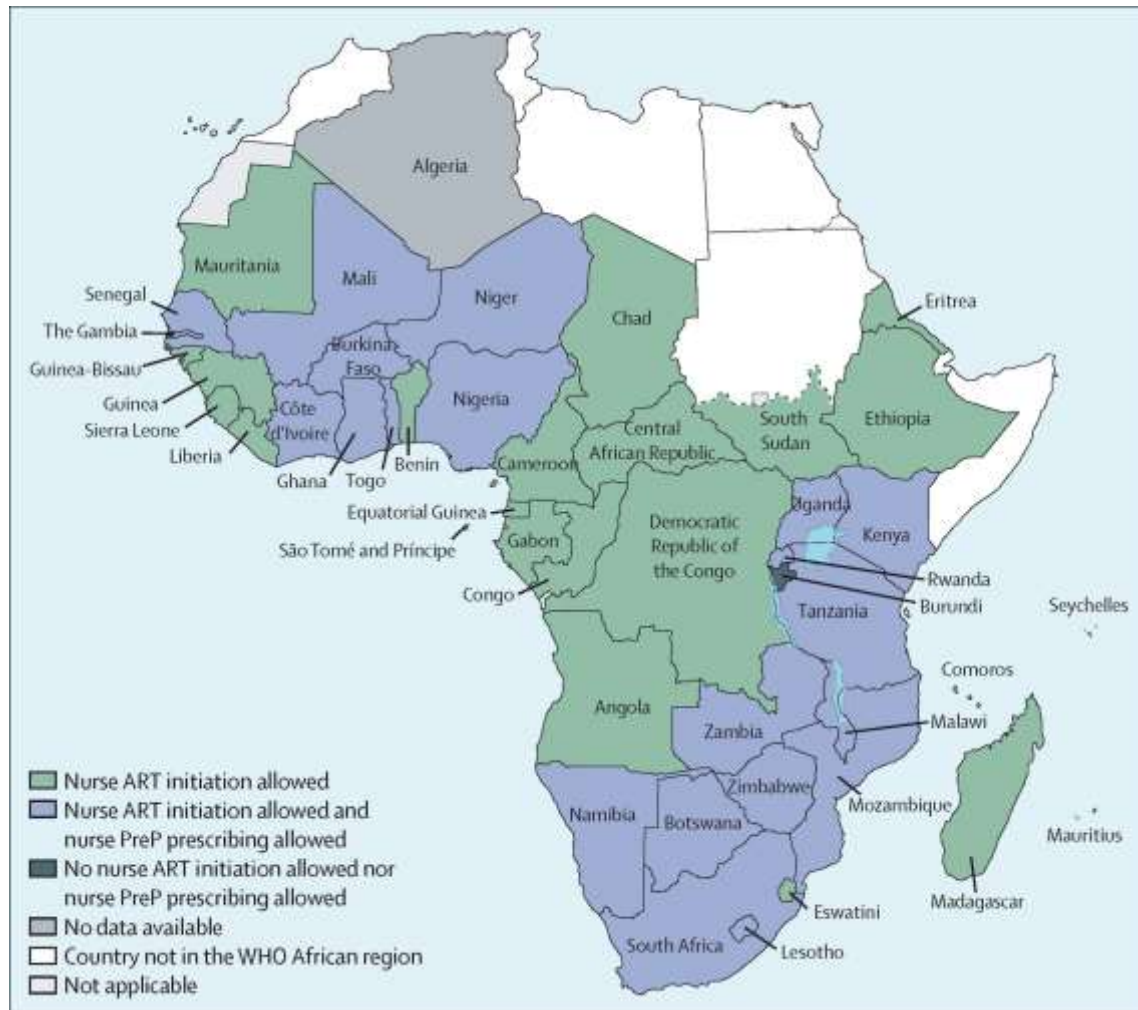 Algeria
Mauritania
Mali
Niger
Senegal
Chad
Eritrea
The Gambia
Burkina
Faso
Guinea-Bissau
Nigeria
Guinea
Côte
d'Ivoire
South
Sudan
Ethiopia
Sierra Leone
Central
African Republic
Liberia
Benin
Cameroon
Ghana
Togo
Equatorial Guinea
Uganda
Democratic
Republic of
the Congo
Kenya
São Tomé and Príncipe
Gabon
Rwanda
Congo
Burundi
Tanzania
Seychelles
Comoros
Angola
Zambia
Malawi
Zimbabwe
Mozambique
Namibia
Botswana
Mauritius
Madagascar
Eswatini
South Africa
Lesotho
Nurse ART initiation allowed
Nurse ART initiation allowed and
nurse PreP prescribing allowed
No nurse ART initiation allowed nor
nurse PreP prescribing allowed
No data available
Country not in the WHO African region
Not applicable